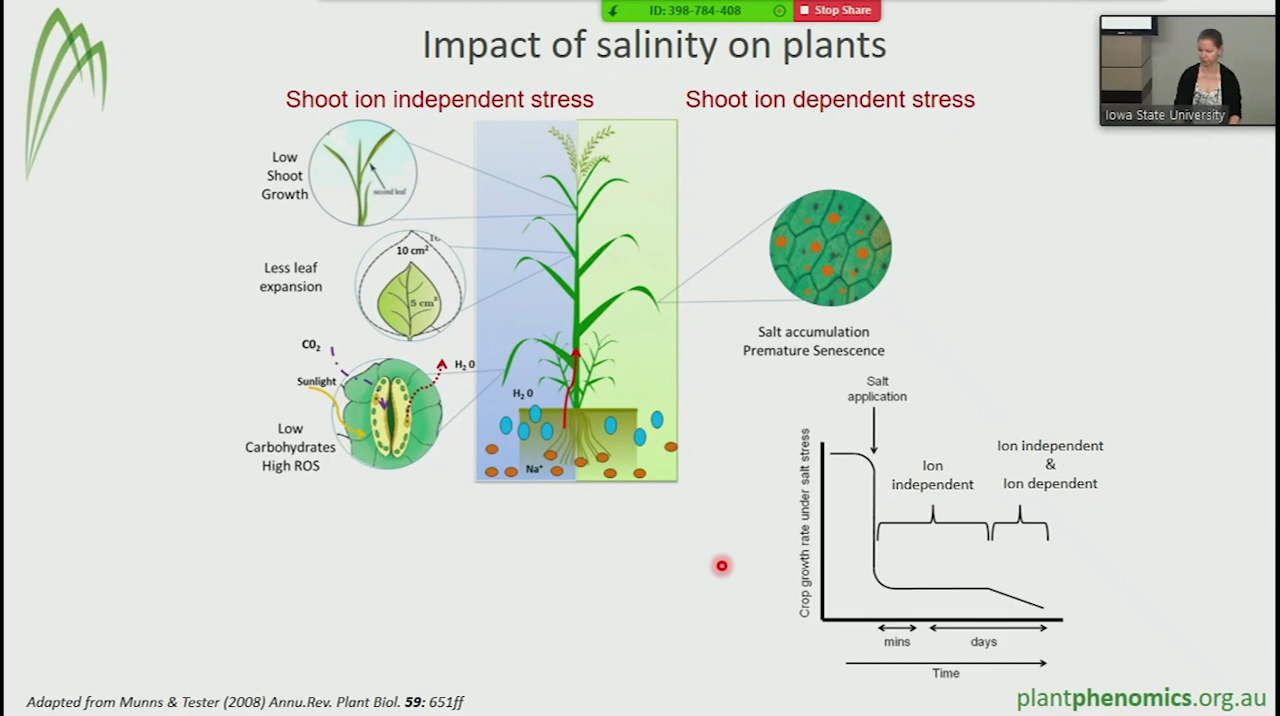 ID: 398-784-408
Stop Share
Impact of salinity on plants
Iowa State University
Shoot ion independent stress
Shoot ion dependent stress
Low
Shoot
Growth
second leaf
Less leaf
expansion
10
10 cm²
5 cm²
CO₂
Sunlight
H₂O
Low
Carbohydrates
High ROS
H₂O
Na⁺
Salt accumulation
Premature Senescence
Salt
application
Crop growth rate under salt stress
Ion
independent
Ion independent
&
Ion dependent
mins
days
Time
Adapted from Munns & Tester (2008) Annu.Rev. Plant Biol. 59: 651ff
plantphenomics.org.au